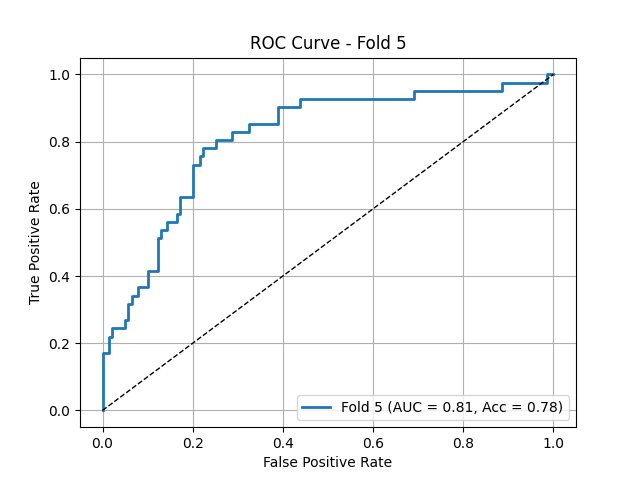 ROC Curve - Fold 5
True Positive Rate
1.0
0.8
0.6
0.4
0.2
0.0
Fold 5 (AUC = 0.81, Acc = 0.78)
0.0 0.2 0.4 0.6 0.8 1.0
False Positive Rate